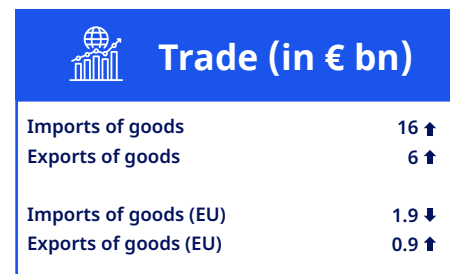 Trade (in € bn)
Imports of goods 16
Exports of goods 6
Imports of goods (EU) 1.9
Exports of goods (EU) 0.9